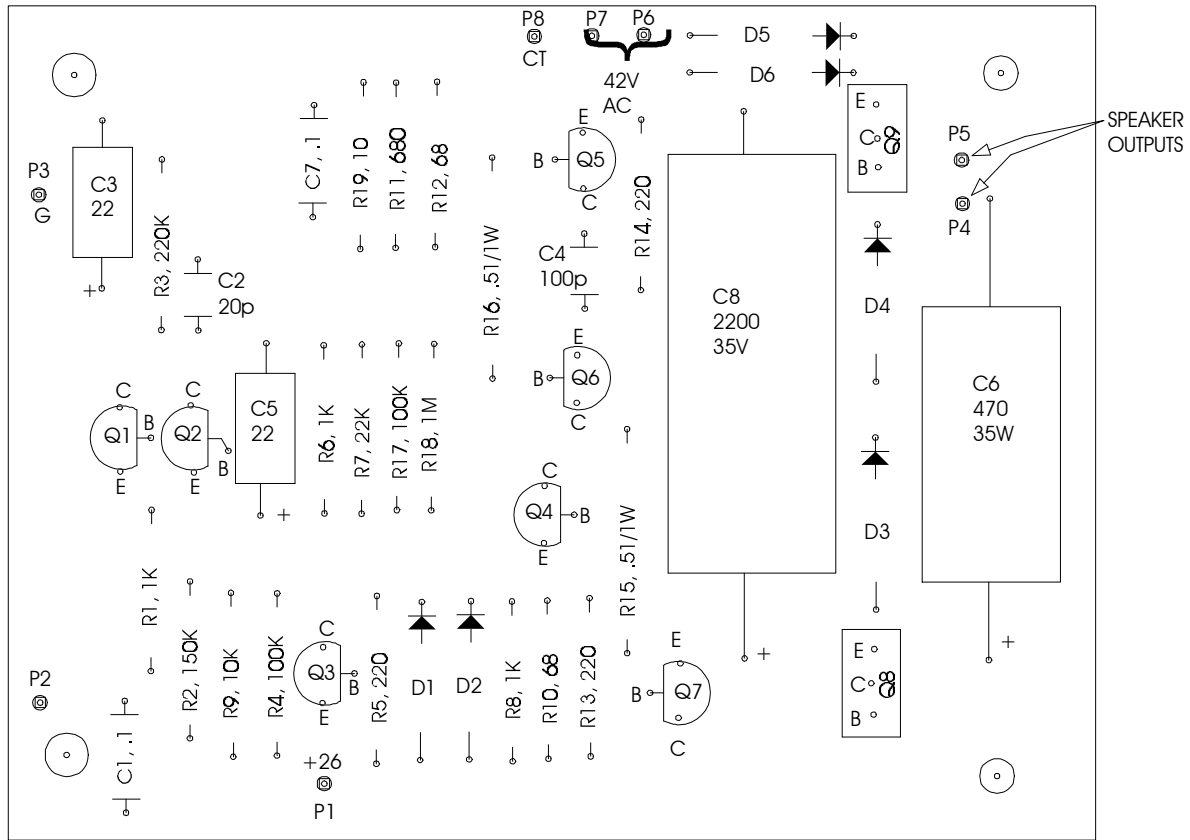 P8
P7
P6
CT
42V
AC
D5
D6
E
C
B
Q9
P5
P4
SPEAKER
OUTPUTS
P3
G
C3
22
+
R3, 220K
C2
20p
C7, .1
R19, 10
R11, 680
R12, 68
R16, .51/1W
E
B
Q5
C
C4
100p
R14, 220
C8
2200
35V
+
D4
D3
C6
470
35W
+
C
Q1
B
E
C
Q2
B
E
C5
22
+
R6, 1K
R7, 22K
R17, 100K
R18, 1M
E
B
Q6
C
C
Q4
B
E
R15, .51/1W
R1, 1K
R2, 150K
R9, 10K
R4, 100K
C
Q3
B
E
R5, 220
D1
D2
R8, 1K
R10, 68
R13, 220
E
B
Q7
C
E
C
B
Q8
P2
C1, .1
+26
P1